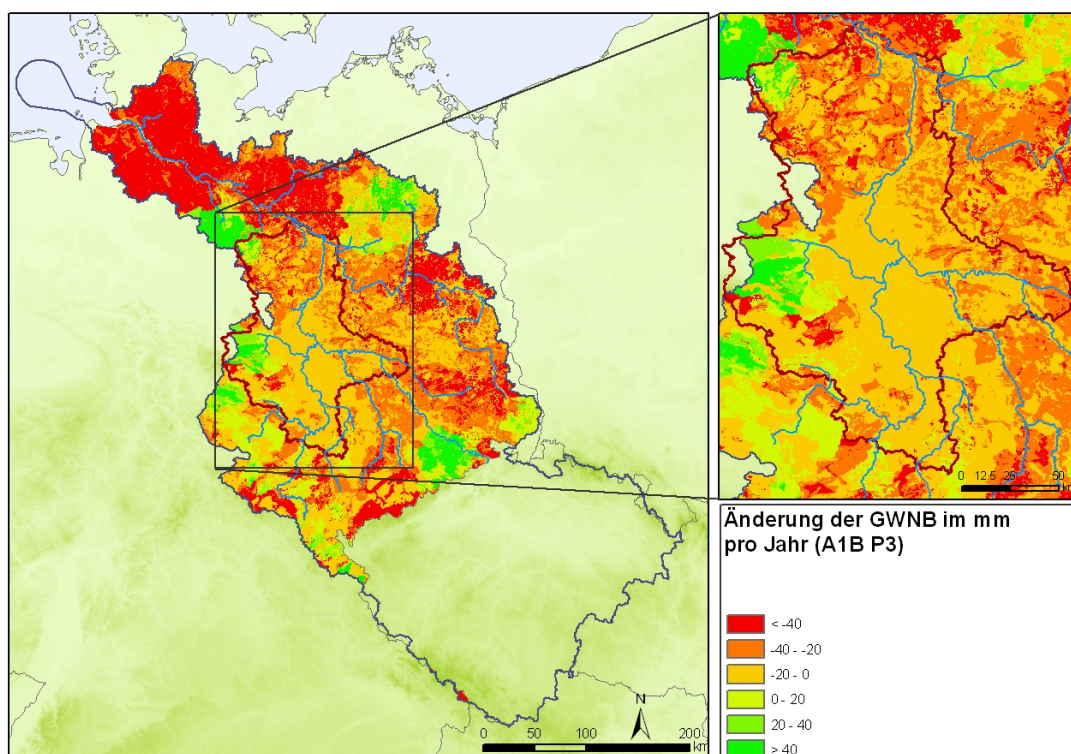 0 12,5 25 50
km
Änderung der GWNB im mm
pro Jahr (A1B P3)
< -40
-40 - -20
-20 - 0
0 - 20
20 - 40
> 40
N
0 50 100 200
km